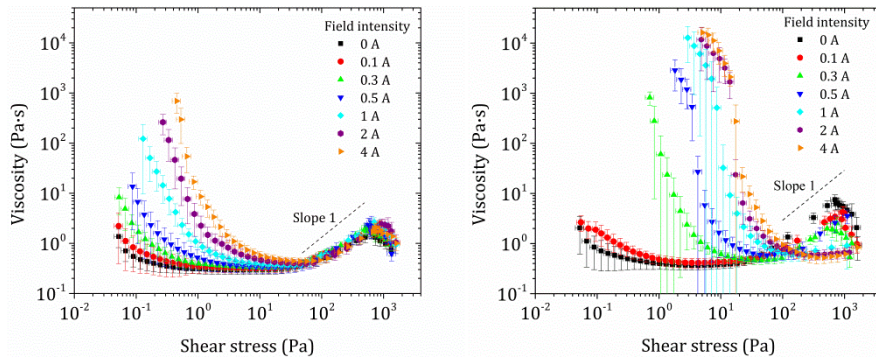 Field intensity
0 A
0.1 A
0.3 A
0.5 A
1 A
2 A
4 A
Slope 1
Viscosity (Pa·s)
10^4
10^3
10^2
10^1
10^0
10^-1
10^-2 10^-1 10^0 10^1 10^2 10^3
Shear stress (Pa)
Field intensity
0 A
0.1 A
0.3 A
0.5 A
1 A
2 A
4 A
Slope 1
Viscosity (Pa·s)
10^4
10^3
10^2
10^1
10^0
10^-1
10^-2 10^-1 10^0 10^1 10^2 10^3
Shear stress (Pa)